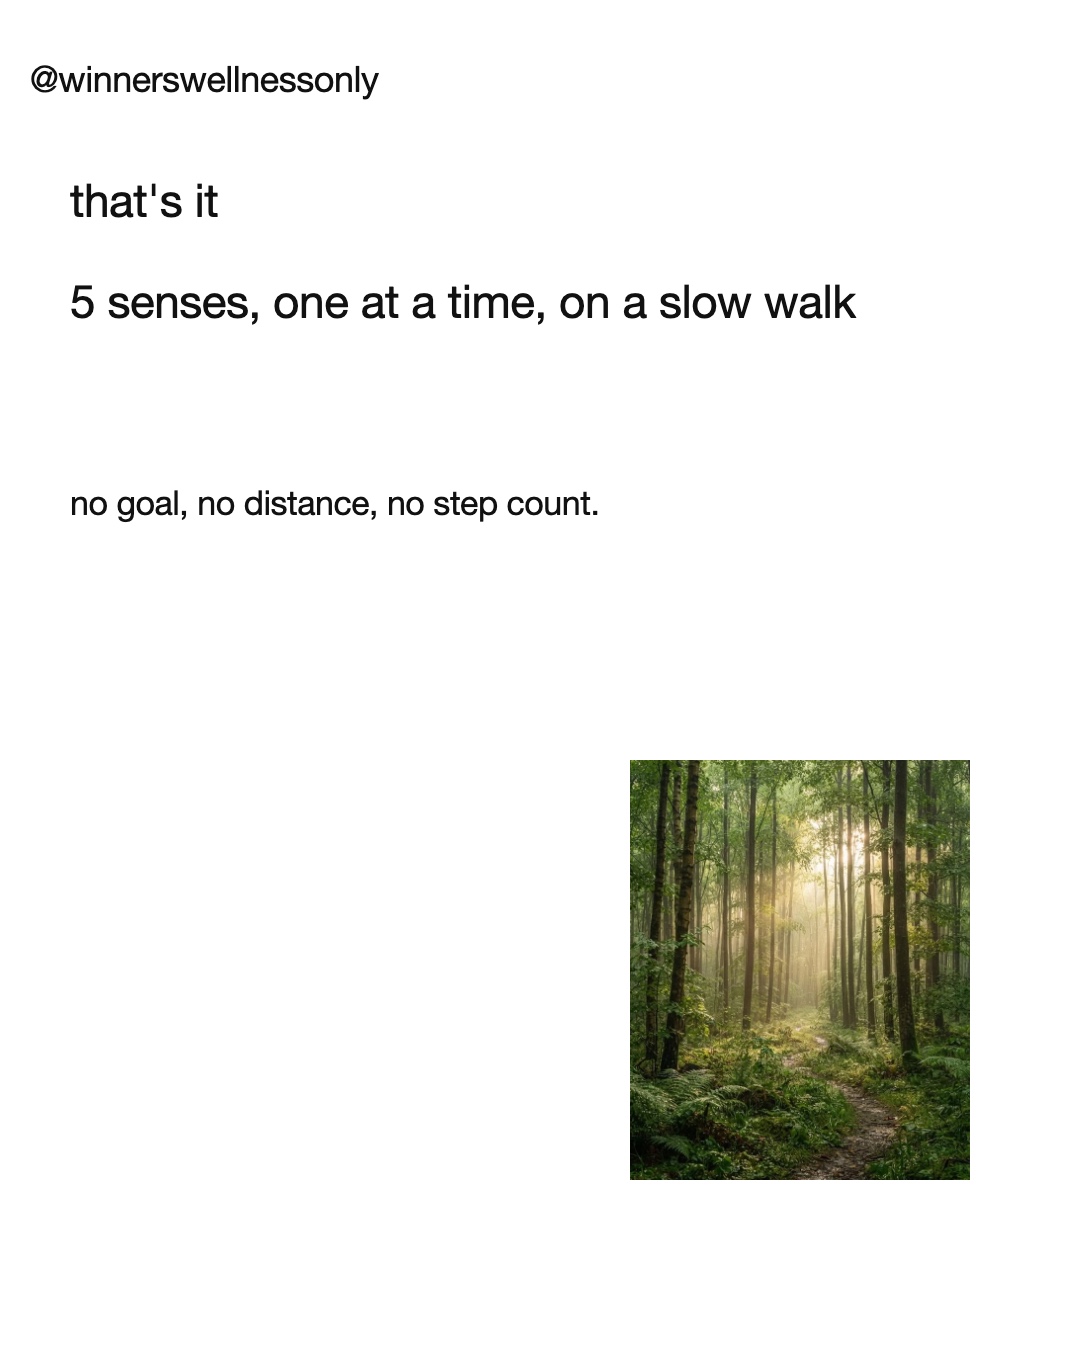 @winnerswellnessonly
that's it
5 senses, one at a time, on a slow walk
no goal, no distance, no step count.